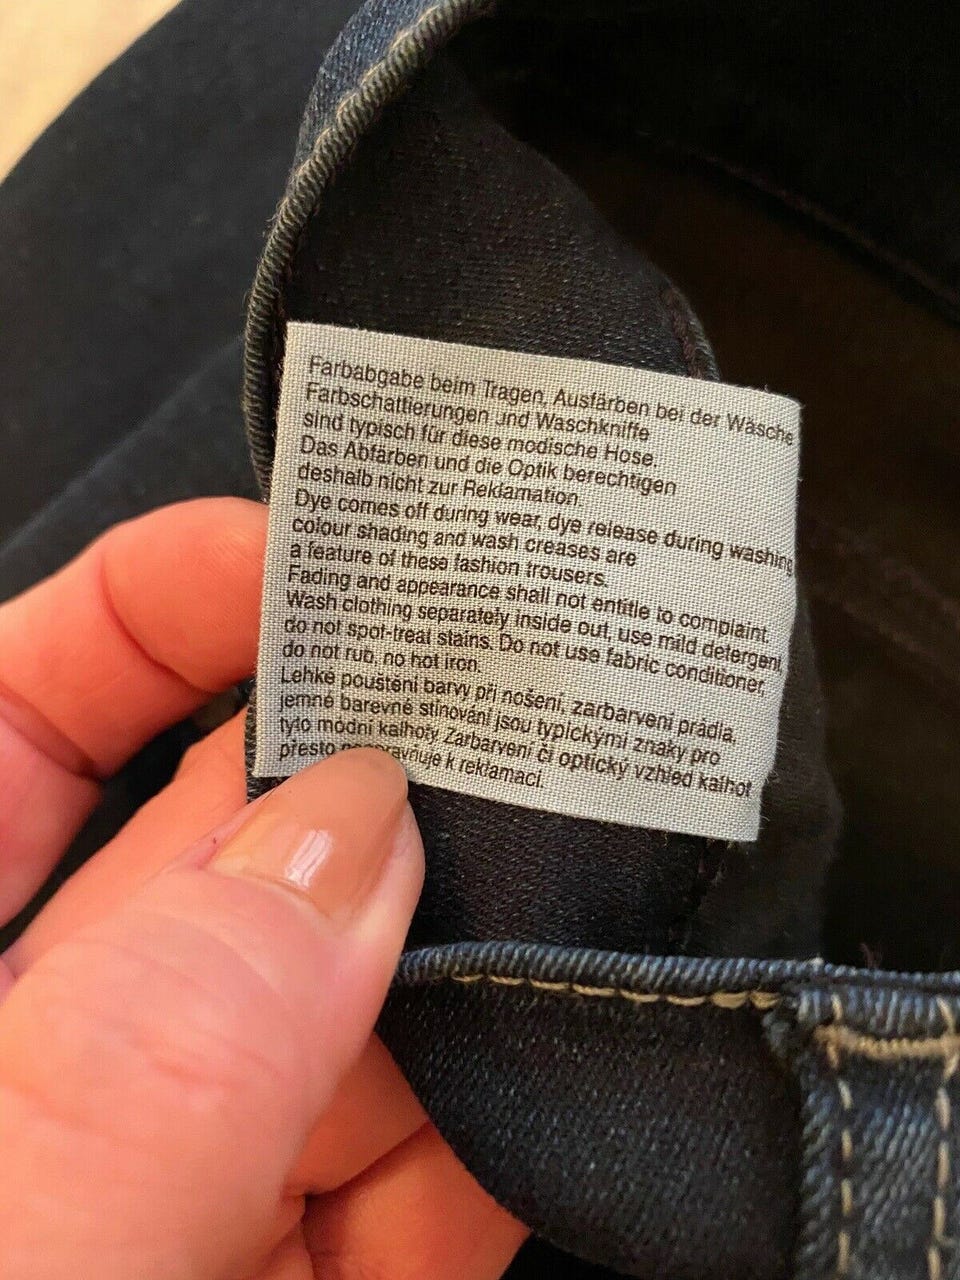 Farbabgabe beim Tragen, Ausfärben bei der Wäsche
Farbschattierungen und Waschkniffe
sind typisch für diese modische Hose.
Das Abfärben und die Optik berechtigen
deshalb nicht zur Reklamation.
Dye comes off during wear, dye release during washing
colour shading and wash creases are
a feature of these fashion trousers.
Fading and appearance shall not entitle to complaint.
Wash clothing separately inside out, use mild detergent,
do not spot-treat stains. Do not use fabric conditioner,
do not rub, no hot iron.
Lehké pouštění barvy při nošení, zarbarvení prádla,
jemné barevné stínování jsou typickými znaky pro
tyto módní kalhoty. Zarbarvení či optický vzhled kalhot
přesto k reklamaci.